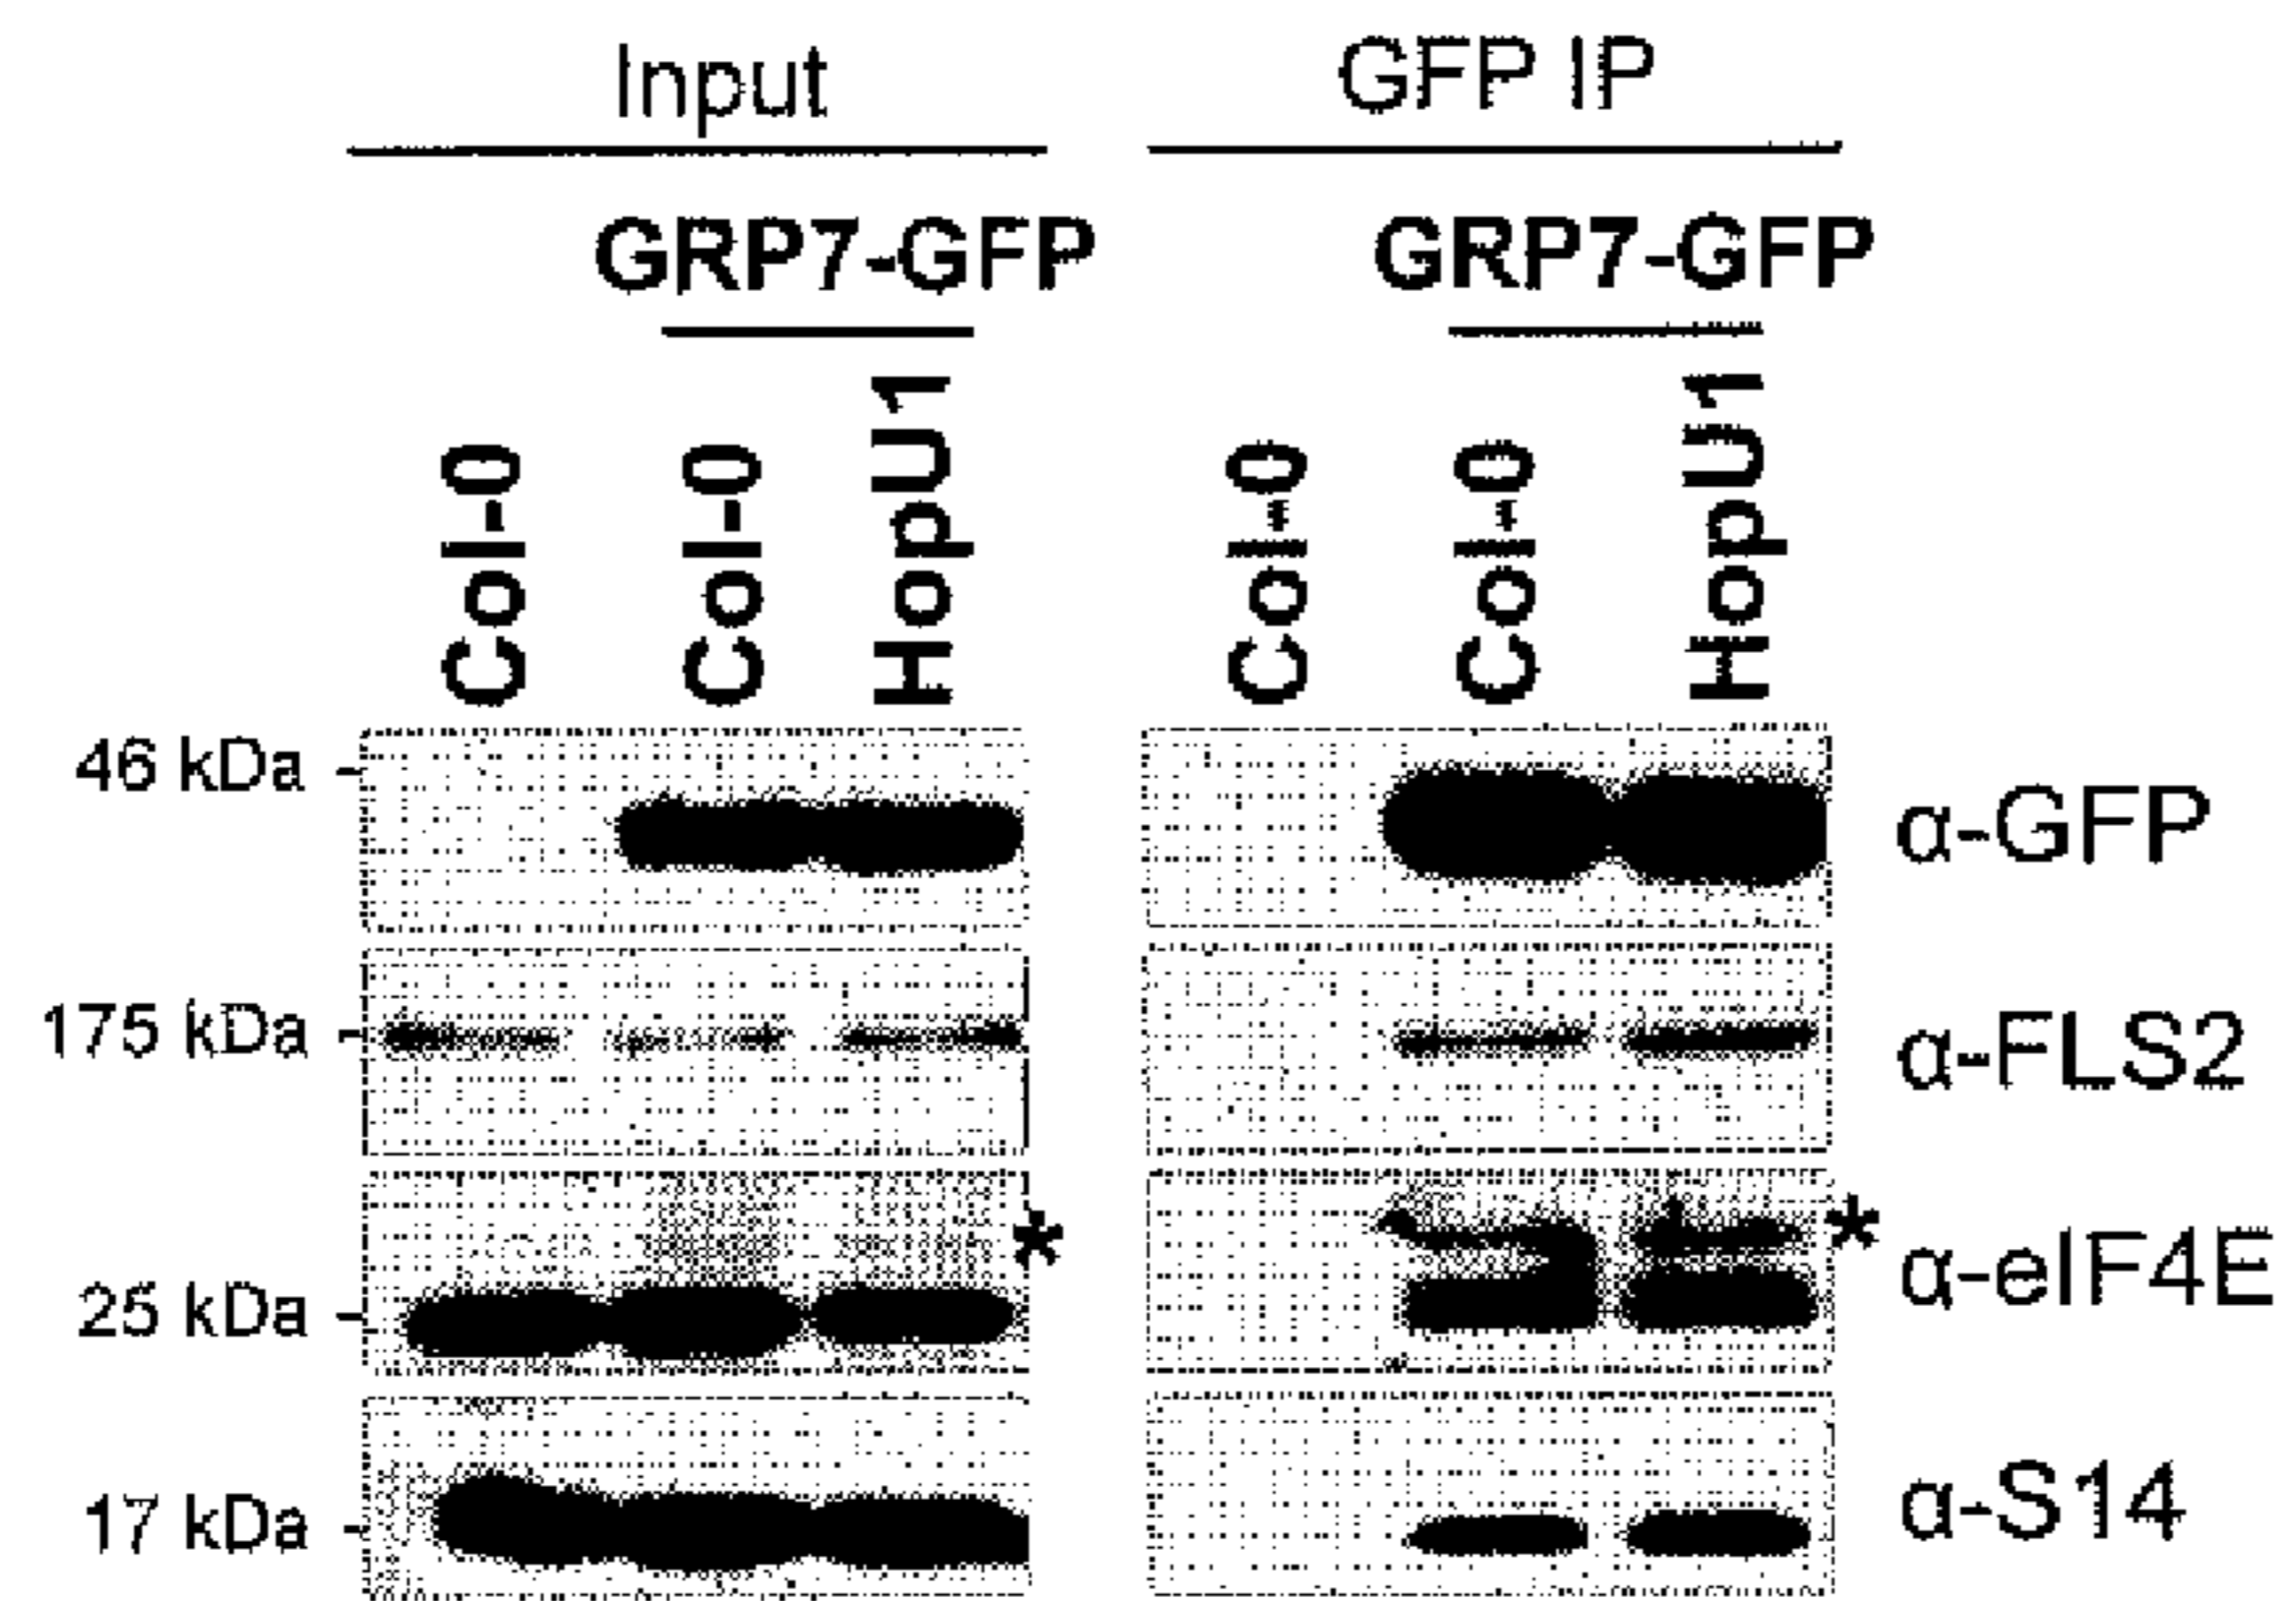 Input GFP IP
GRP7-GFP GRP7-GFP
Col-0 Col-0 HopU1 Col-0 Col-0 HopU1
46 kDa - α-GFP
175 kDa - α-FLS2
* *
25 kDa - α-eIF4E
17 kDa - α-S14